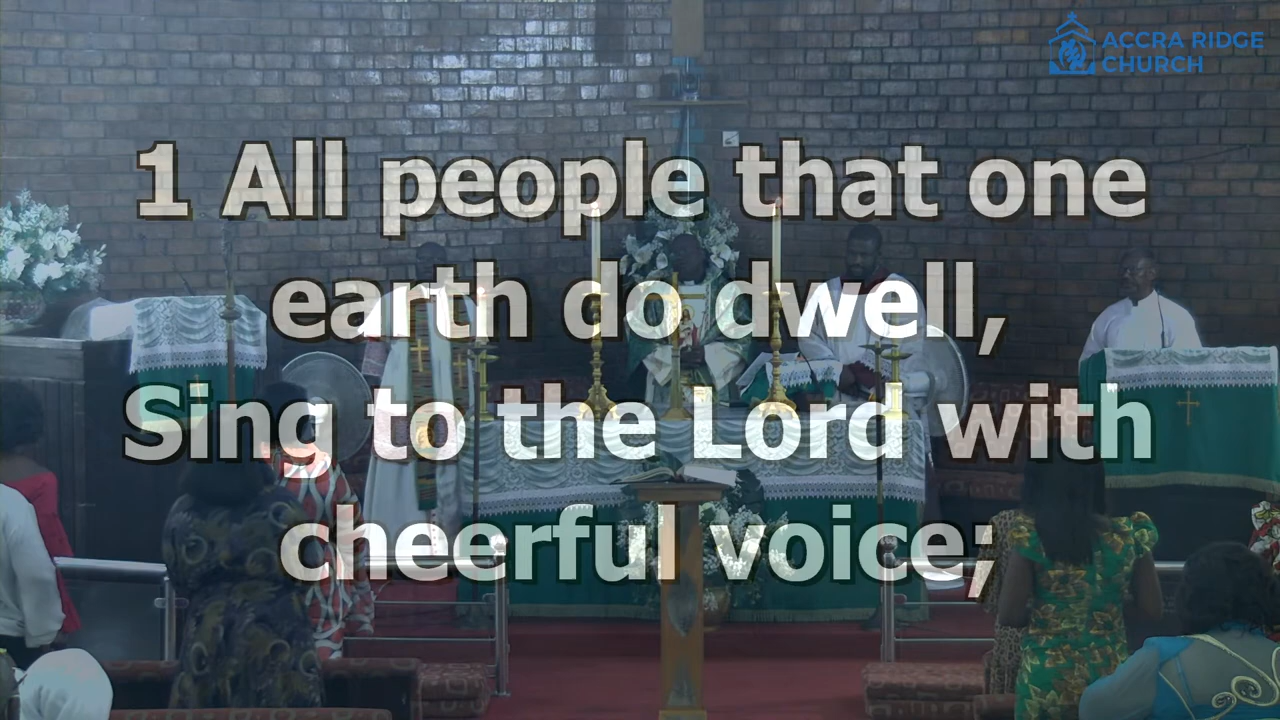 ACCRA RIDGE
CHURCH
1 All people that one
earth do dwell,
Sing to the Lord with
cheerful voice;